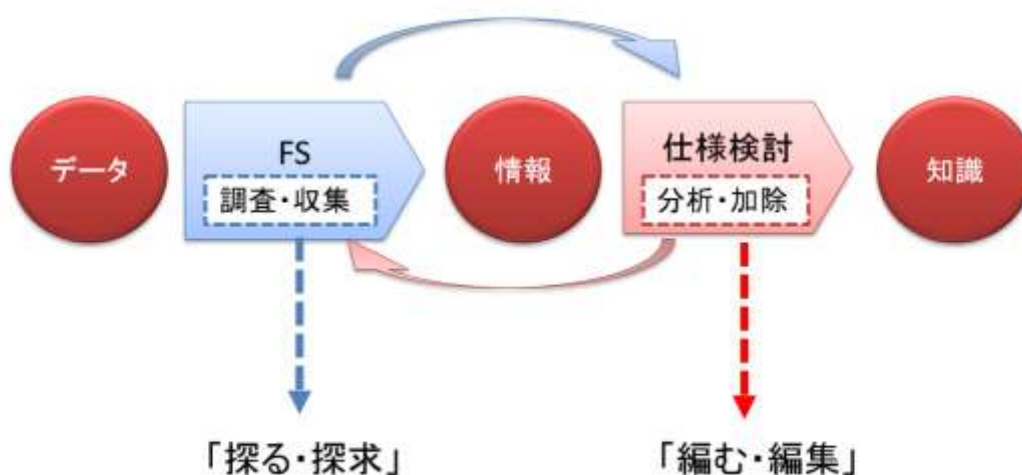 データ
FS
調査・収集
情報
仕様検討
分析・加除
知識
「探る・探求」
「編む・編集」